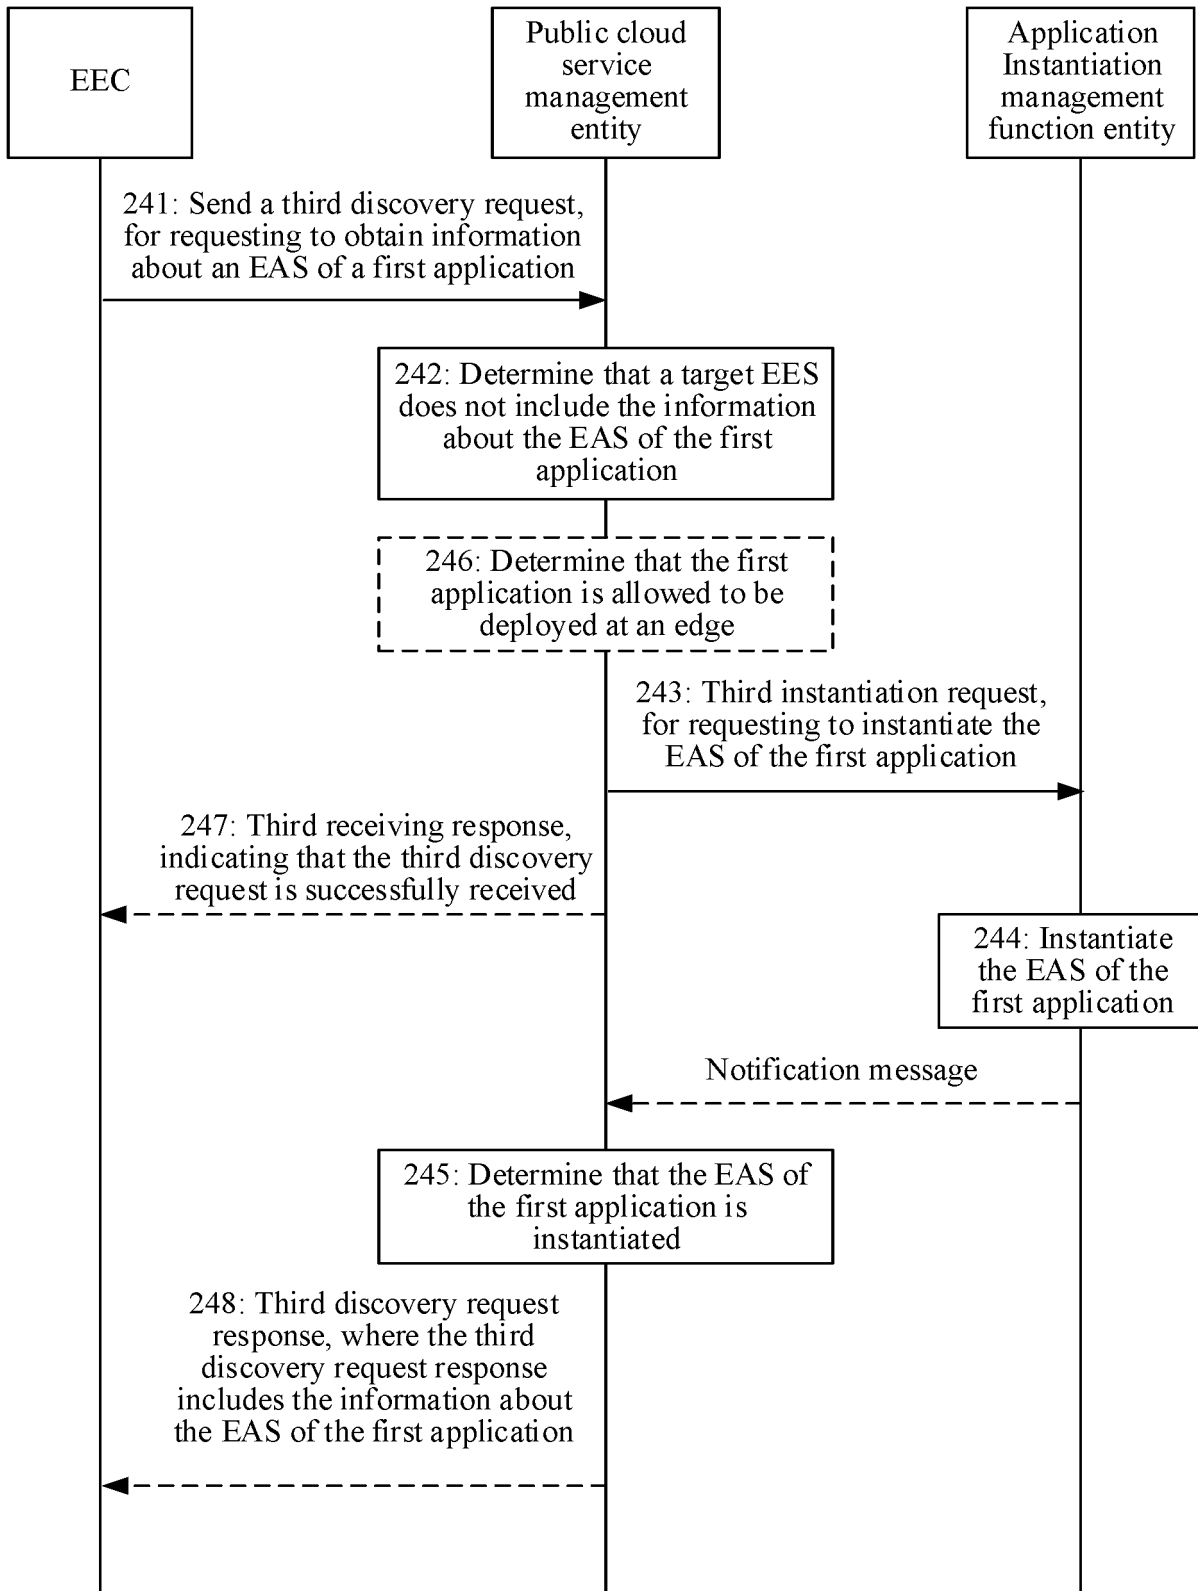 EEC
Public cloud
service
management
entity
Application
Instantiation
management
function entity
241: Send a third discovery request,
for requesting to obtain information
about an EAS of a first application
242: Determine that a target EES
does not include the information
about the EAS of the first
application
246: Determine that the first
application is allowed to be
deployed at an edge
243: Third instantiation request,
for requesting to instantiate the
EAS of the first application
247: Third receiving response,
indicating that the third discovery
request is successfully received
244: Instantiate
the EAS of the
first application
Notification message
245: Determine that the EAS of
the first application is
instantiated
248: Third discovery request
response, where the third
discovery request response
includes the information about
the EAS of the first application